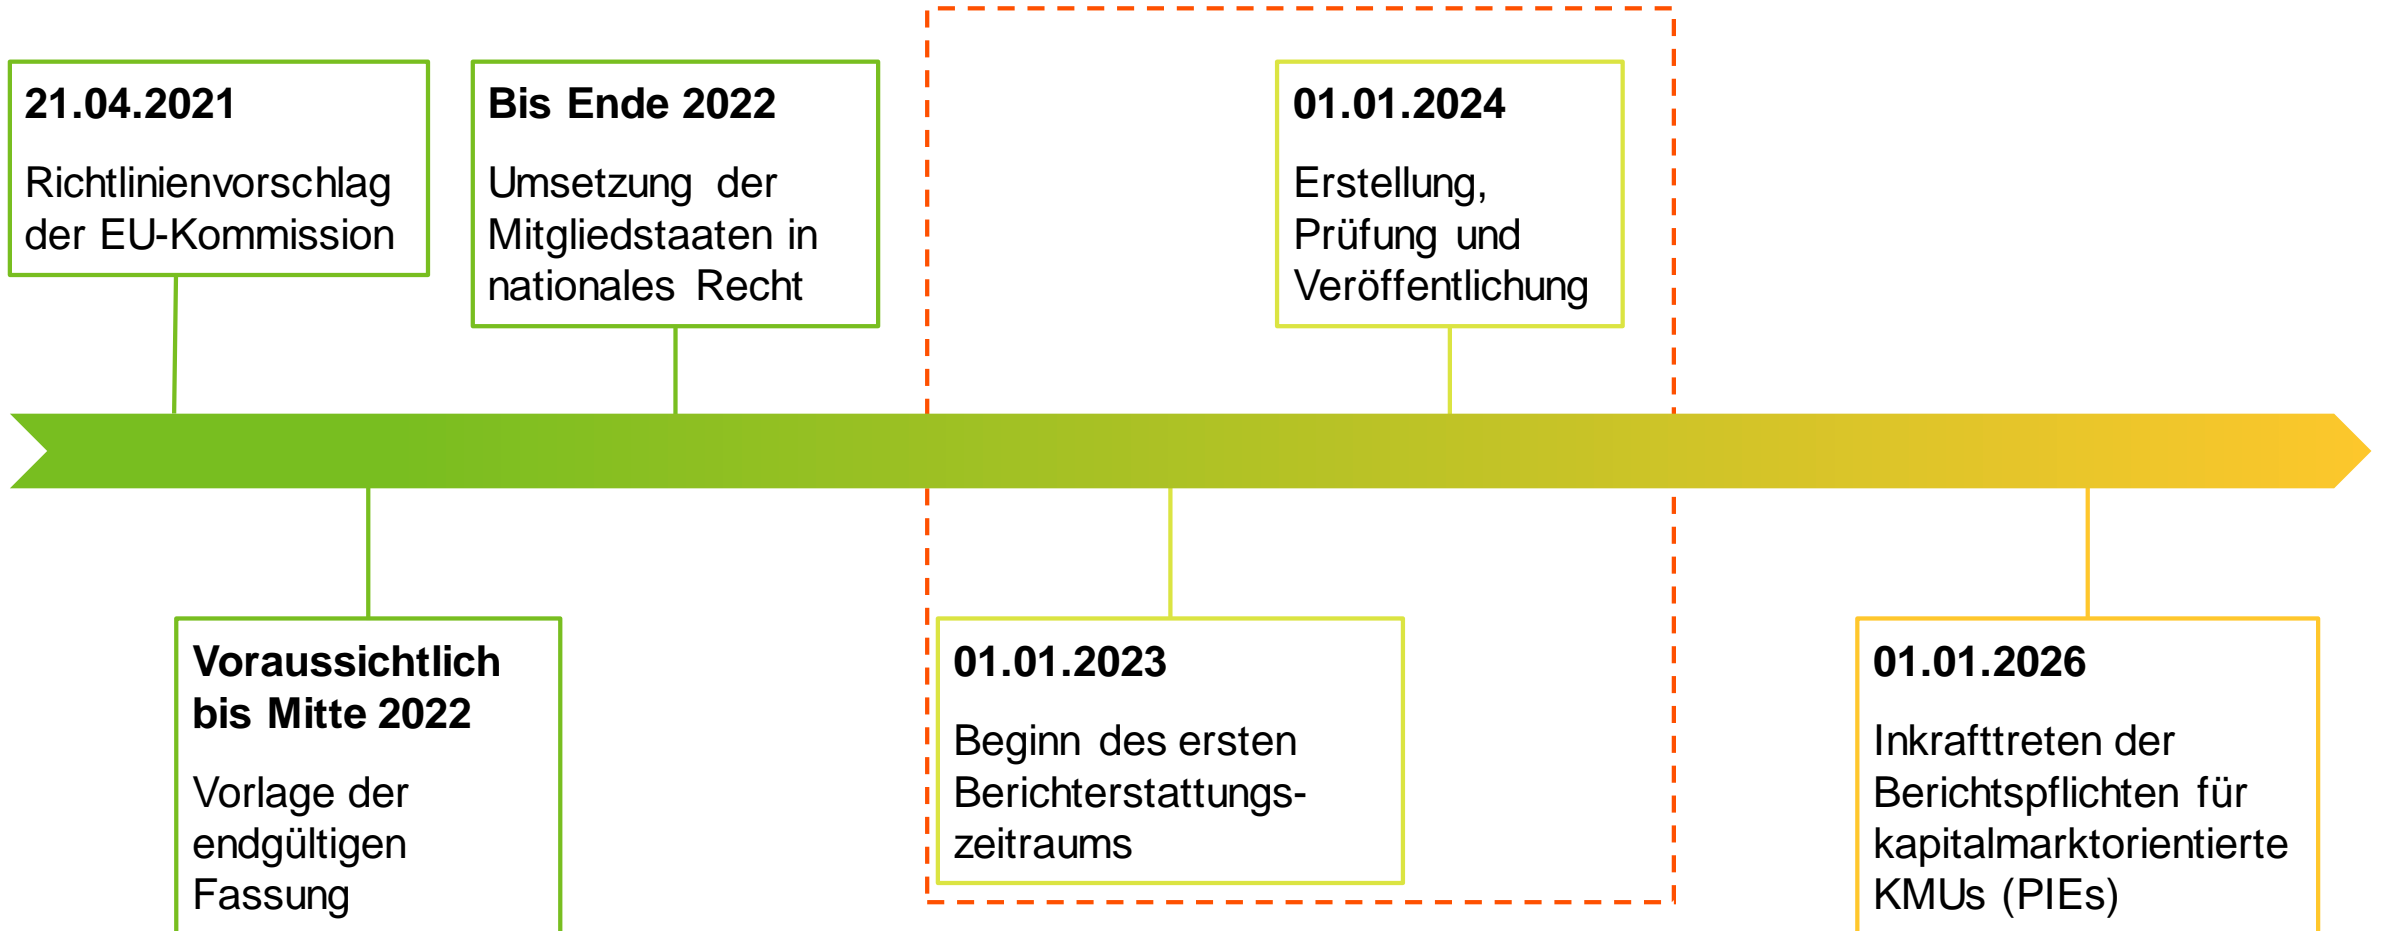 21.04.2021
Richtlinienvorschlag
der EU-Kommission
Bis Ende 2022
Umsetzung der
Mitgliedstaaten in
nationales Recht
01.01.2024
Erstellung,
Prüfung und
Veröffentlichung
Voraussichtlich
bis Mitte 2022
Vorlage der
endgültigen
Fassung
01.01.2023
Beginn des ersten
Berichterstattungs-
zeitraums
01.01.2026
Inkrafttreten der
Berichtspflichten für
kapitalmarktorientierte
KMUs (PIEs)